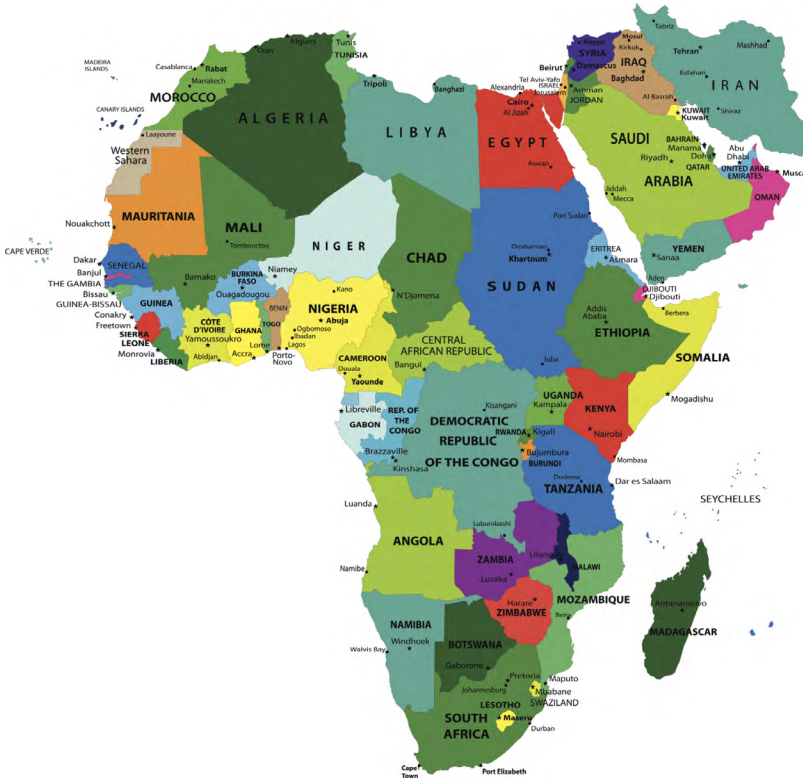 Tabriz
Mosul
Aleppo
Mashhad
Oran
Algiers
Tunis
SYRIA
Kirkuk
Tehran
TUNISIA
Casablanca
Rabat
Beirut
Damascus
IRAQ
MADEIRA
ISLANDS
Baghdad
Esfahan
IRAN
Marrakech
Tripoli
Banghazi
Tel Aviv-Yafo
ISRAEL
Jerusalem
Amman
MOROCCO
Alexandria
JORDAN
Al Basrah
Cairo
Al Jizah
KUWAIT
Kuwait
Shiraz
CANARY ISLANDS
ALGERIA
LIBYA
EGYPT
SAUDI
ARABIA
BAHRAIN
Manama
Abu
Dhabi
Laayoune
Riyadh
Doha
QATAR
UNITED ARAB
EMIRATES
Musca
Western
Sahara
Aswan
Jiddah
Mecca
OMAN
MAURITANIA
MALI
Port Sudan
Nouakchott
Tombouctou
NIGER
CHAD
Omdurman
Khartoum
ERITREA
Asmara
YEMEN
Sanaa
CAPE VERDE
Dakar
SENEGAL
SUDAN
Banjul
THE GAMBIA
Bamako
BURKINA
FASO
Niamey
Aden
Bissau
GUINEA-BISSAU
Ouagadougou
Kano
N'Djamena
DJIBOUTI
Djibouti
GUINEA
NIGERIA
Abuja
Addis
Ababa
Berbera
Conakry
Freetown
CÔTE
D'IVOIRE
GHANA
TOGO
BENIN
Ogbomoso
Ibadan
ETHIOPIA
SIERRA
LEONE
Yamoussoukro
Lome
Lagos
CENTRAL
AFRICAN REPUBLIC
SOMALIA
Monrovia
LIBERIA
Abidjan
Accra
Porto-
Novo
CAMEROON
Douala
Yaounde
Bangui
Juba
UGANDA
Kampala
KENYA
Mogadishu
Libreville
GABON
REP. OF
THE
CONGO
DEMOCRATIC
REPUBLIC
OF THE CONGO
Kisangani
RWANDA
Kigali
Nairobi
Brazzaville
Kinshasa
Bujumbura
BURUNDI
Mombasa
Dodoma
TANZANIA
Dar es Salaam
SEYCHELLES
Luanda
Lubumbashi
ANGOLA
ZAMBIA
Lilongwe
MALAWI
Namibe
Lusaka
MOZAMBIQUE
Harare
ZIMBABWE
Antananarivo
NAMIBIA
Beira
MADAGASCAR
Windhoek
BOTSWANA
Walvis Bay
Gaborone
Pretoria
Maputo
Johannesburg
Mbabane
SWAZILAND
LESOTHO
SOUTH
AFRICA
Maseru
Durban
Cape
Town
Port Elizabeth